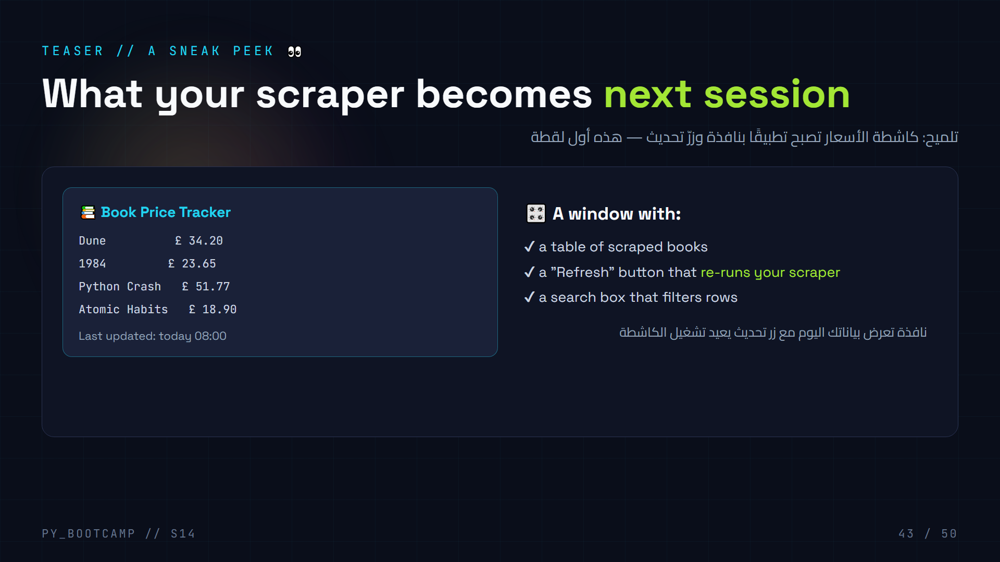 TEASER // A SNEAK PEEK 👀
What your scraper becomes next session
تلميح: كاشطة الأسعار تصبح تطبيقًا بنافذة وزرّ تحديث — هذه أول لقطة
📚 Book Price Tracker
Dune £ 34.20
1984 £ 23.65
Python Crash £ 51.77
Atomic Habits £ 18.90
Last updated: today 08:00
🎛 A window with:
✓ a table of scraped books
✓ a ”Refresh” button that re-runs your scraper
✓ a search box that filters rows
نافذة تعرض بياناتك اليوم مع زر تحديث يعيد تشغيل الكاشطة
PY_BOOTCAMP // S14
43 / 50